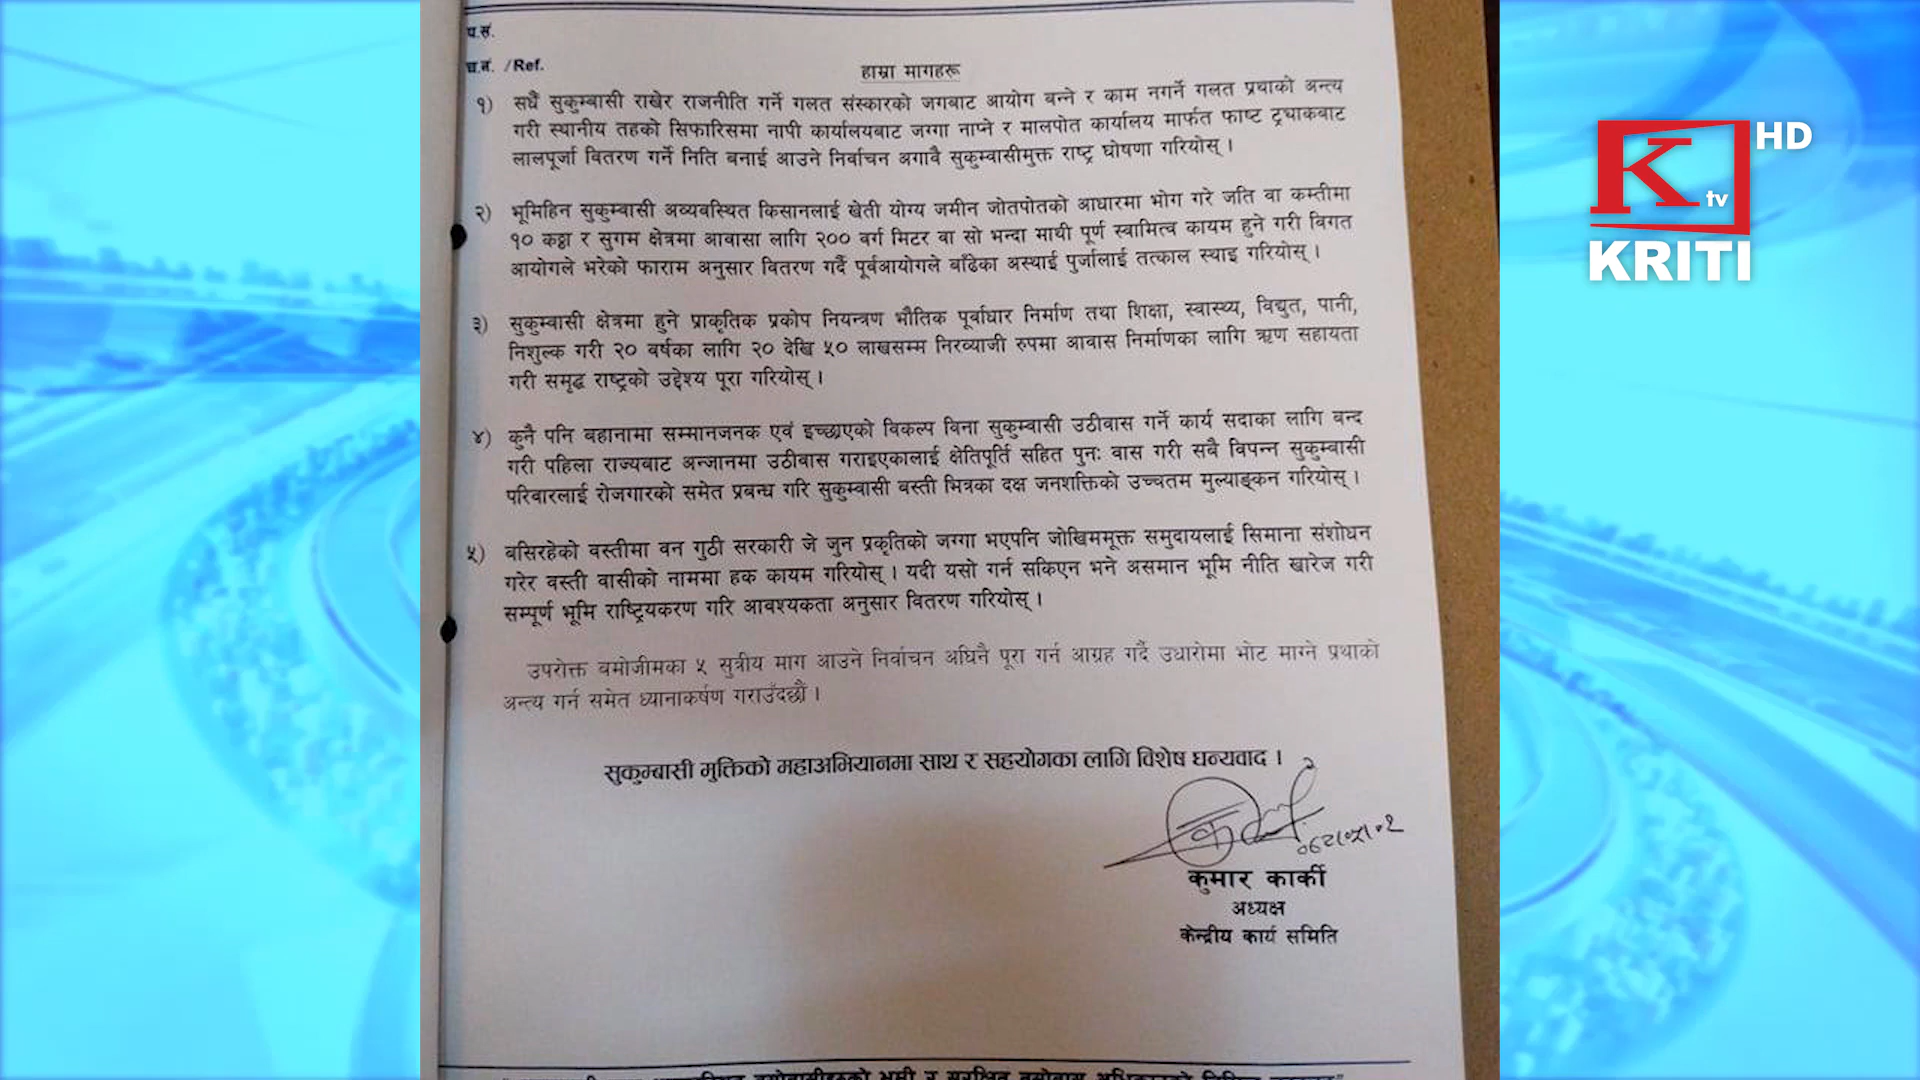 प.सं.
च.नं. /Ref.
हाम्रा मागहरू
१) सधैँ सुकुम्बासी राखेर राजनीति गर्ने गलत संस्कारको जगबाट आयोग बन्ने र काम नगर्ने गलत प्रथाको अन्त्य
गरी स्थानीय तहको सिफारिसमा नापी कार्यालयबाट जग्गा नाप्ने र मालपोत कार्यालय मार्फत फाष्ट ट्र्याकबाट
लालपूर्जा वितरण गर्ने निति बनाई आउने निर्वाचन अगावै सुकुम्वासीमुक्त राष्ट्र घोषणा गरियोस् ।
२) भूमिहिन सुकुम्वासी अव्यवस्थित किसानलाई खेती योग्य जमीन जोतपोतको आधारमा भोग गरे जति वा कम्तीमा
१० कठ्ठा र सुगम क्षेत्रमा आवासा लागि २०० वर्ग मिटर वा सो भन्दा माथी पूर्ण स्वामित्व कायम हुने गरी विगत
आयोगले भरेको फाराम अनुसार वितरण गर्दै पूर्वआयोगले बाँढेका अस्थाई पुर्जालाई तत्काल स्थाइ गरियोस् ।
३) सुकुम्वासी क्षेत्रमा हुने प्राकृतिक प्रकोप नियन्त्रण भौतिक पूर्वाधार निर्माण तथा शिक्षा, स्वास्थ्य, विद्युत, पानी,
निशुल्क गरी २० वर्षका लागि २० देखि ५० लाखसम्म निरव्याजी रुपमा आवास निर्माणका लागि ऋण सहायता
गरी समृद्ध राष्ट्रको उद्देश्य पूरा गरियोस् ।
४) कुनै पनि बहानामा सम्मानजनक एवं इच्छाएको विकल्प विना सुकुम्वासी उठीवास गर्ने कार्य सदाका लागि बन्द
गरी पहिला राज्यबाट अन्जानमा उठीवास गराइएकालाई क्षेतिपूर्ति सहित पुनः वास गरी सबै विपन्न सुकुम्वासी
परिवारलाई रोजगारको समेत प्रबन्ध गरि सुकुम्वासी बस्ती भित्रका दक्ष जनशक्तिको उच्चतम मुल्याङ्कन गरियोस् ।
५) बसिरहेको वस्तीमा वन गुठी सरकारी जे जुन प्रकृतिको जग्गा भएपनि जोखिममूक्त समुदायलाई सिमाना संशोधन
गरेर वस्ती वासीको नाममा हक कायम गरियोस् । यदी यसो गर्न सकिएन भने असमान भूमि नीति खारेज गरी
सम्पूर्ण भूमि राष्ट्रियकरण गरि आवश्यकता अनुसार वितरण गरियोस् ।
उपरोक्त बमोजीमका ५ सुत्रीय माग आउने निर्वाचन अघिनै पूरा गर्न आग्रह गर्दै उधारोमा भोट माग्ने प्रथाको
अन्त्य गर्न समेत ध्यानाकर्षण गराउँदछौं ।
सुकुम्बासी मुक्तिको महाअभियानमा साथ र सहयोगका लागि विशेष धन्यवाद ।
कुमार कार्की
अध्यक्ष
केन्द्रीय कार्य समिति
K tv HD
KRITI